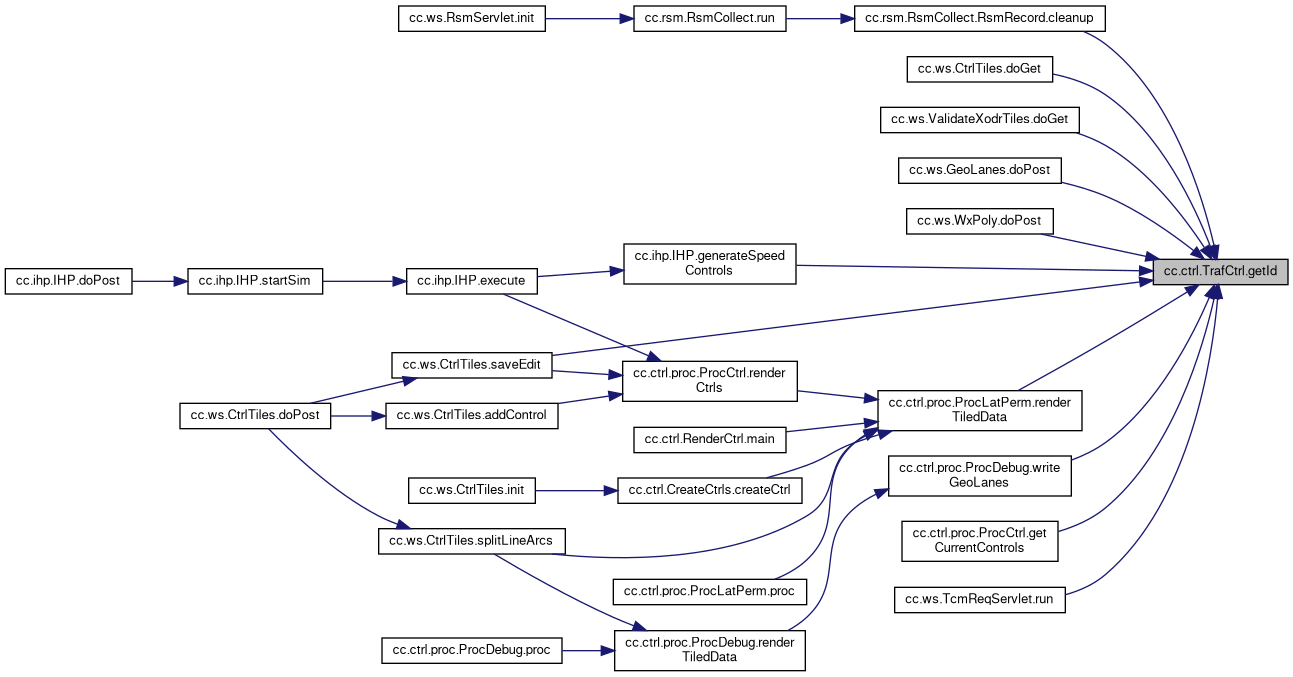 cc.ws.RsmServlet.init
cc.rsm.RsmCollect.run
cc.rsm.RsmCollect.RsmRecord.cleanup
cc.ws.CtrlTiles.doGet
cc.ws.ValidateXodrTiles.doGet
cc.ws.GeoLanes.doPost
cc.ws.WxPoly.doPost
cc.ihp.IHP.doPost
cc.ihp.IHP.startSim
cc.ihp.IHP.execute
cc.ihp.IHP.generateSpeed
Controls
cc.ctrl.TrafCtrl.getId
cc.ws.CtrlTiles.saveEdit
cc.ctrl.proc.ProcCtrl.render
Ctrls
cc.ws.CtrlTiles.doPost
cc.ws.CtrlTiles.addControl
cc.ctrl.proc.ProcLatPerm.render
TiledData
cc.ctrl.RenderCtrl.main
cc.ctrl.proc.ProcDebug.write
GeoLanes
cc.ws.CtrlTiles.init
cc.ctrl.CreateCtrls.createCtrl
cc.ws.CtrlTiles.splitLineArcs
cc.ctrl.proc.ProcCtrl.get
CurrentControls
cc.ctrl.proc.ProcLatPerm.proc
cc.ws.TcmReqServlet.run
cc.ctrl.proc.ProcDebug.proc
cc.ctrl.proc.ProcDebug.render
TiledData